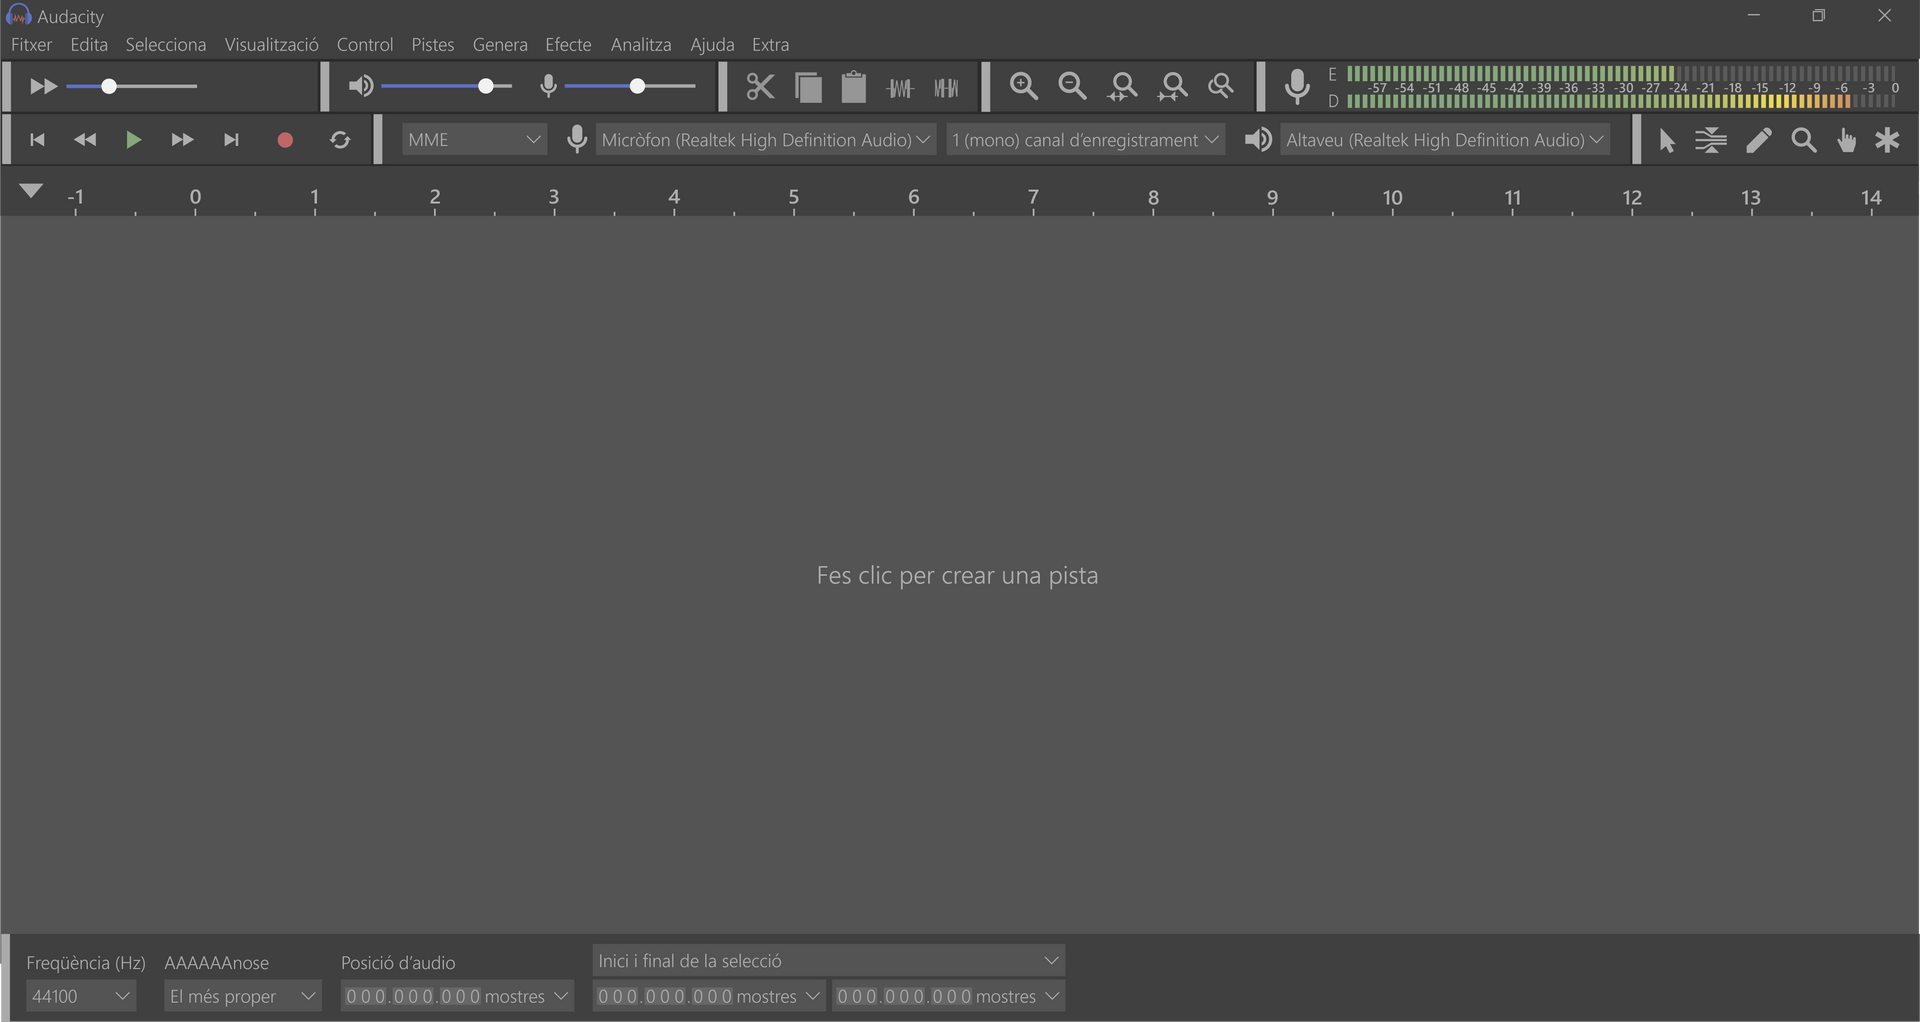 Audacity
Fitxer Edita Selecciona Visualització Control Pistes Genera Efecte Analitza Ajuda Extra
E
-57 -54 -51 -48 -45 -42 -39 -36 -33 -30 -27 -24 -21 -18 -15 -12 -9 -6 -3 0
D
MME Micròfon (Realtek High Definition Audio) 1 (mono) canal d’enregistrament Altaveu (Realtek High Definition Audio)
-1 0 1 2 3 4 5 6 7 8 9 10 11 12 13 14
Fes clic per crear una pista
Freqüència (Hz) AAAAAAnose Posició d’audio Inici i final de la selecció
44100 El més proper 000.000.000 mostres 000.000.000 mostres 000.000.000 mostres